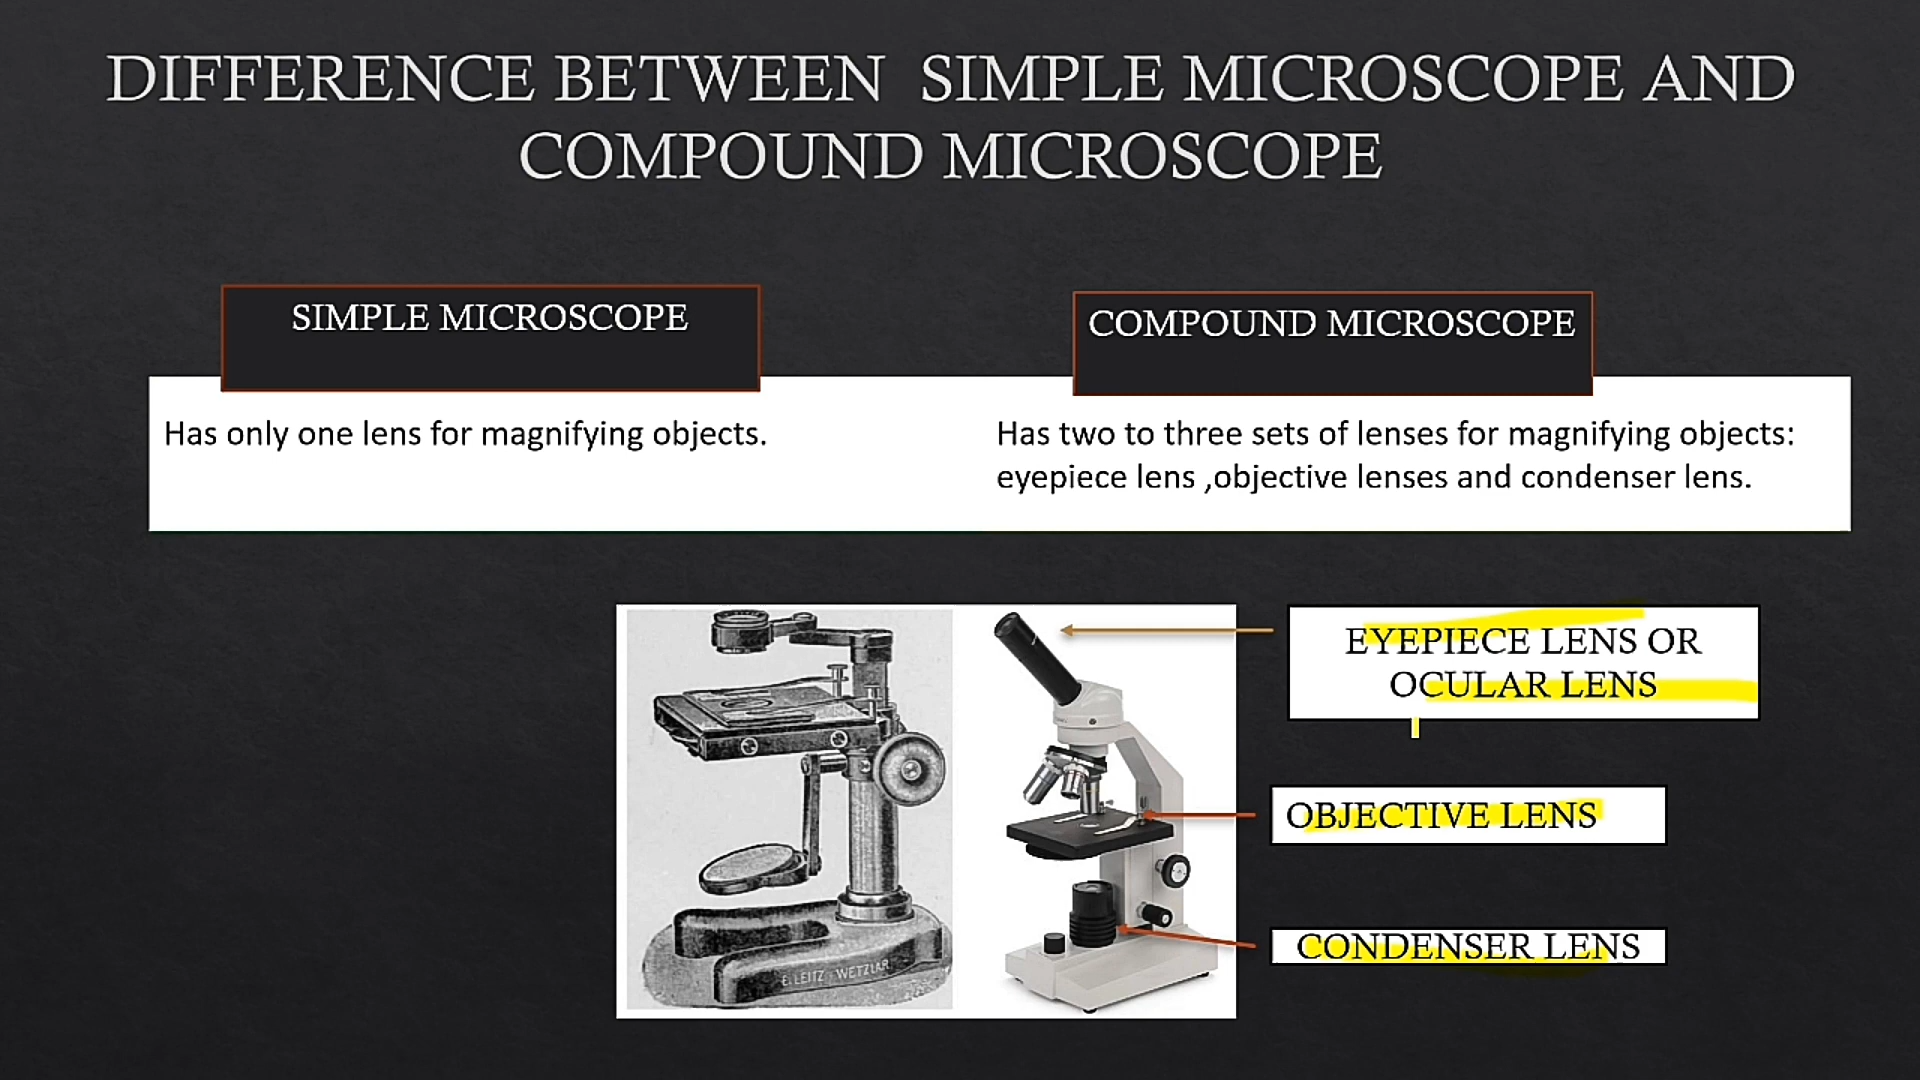 DIFFERENCE BETWEEN SIMPLE MICROSCOPE AND
COMPOUND MICROSCOPE
SIMPLE MICROSCOPE
COMPOUND MICROSCOPE
Has only one lens for magnifying objects.
Has two to three sets of lenses for magnifying objects:
eyepiece lens ,objective lenses and condenser lens.
EYEPIECE LENS OR
OCULAR LENS
OBJECTIVE LENS
CONDENSER LENS
E. LEITZ · WETZLAR